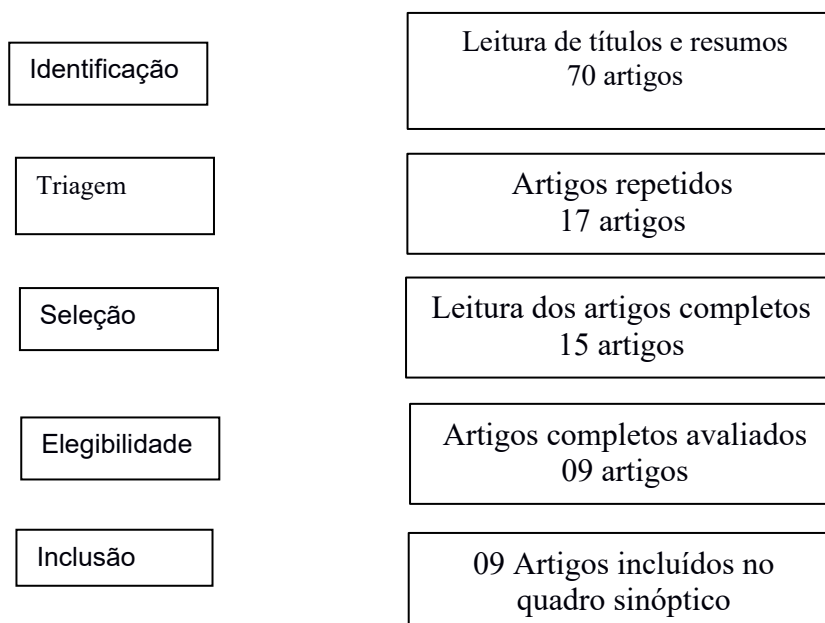 Identificação
Leitura de títulos e resumos
70 artigos
Triagem
Artigos repetidos
17 artigos
Seleção
Leitura dos artigos completos
15 artigos
Elegibilidade
Artigos completos avaliados
09 artigos
Inclusão
09 Artigos incluídos no
quadro sinóptico